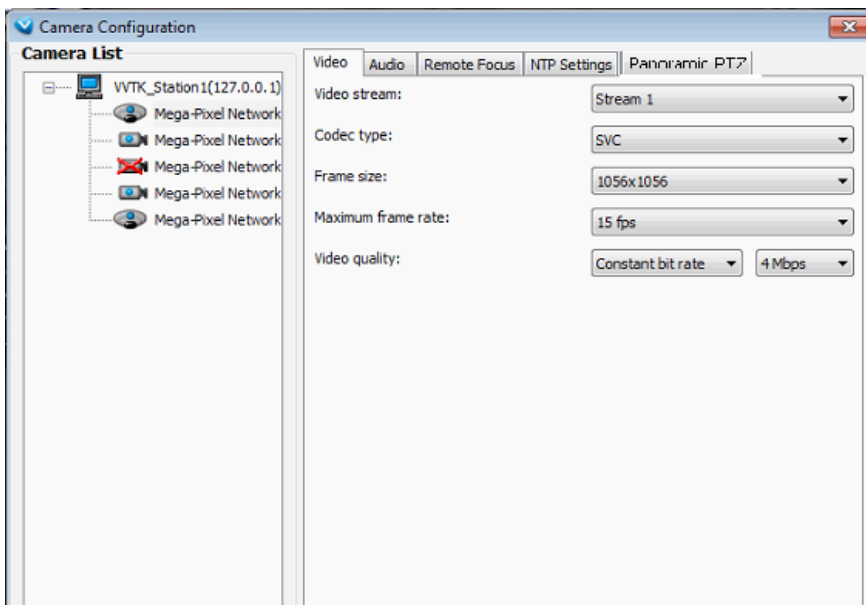 Camera Configuration
Camera List
VVTK_Station1(127.0.0.1)
Mega-Pixel Network
Mega-Pixel Network
Mega-Pixel Network
Mega-Pixel Network
Mega-Pixel Network
Video Audio Remote Focus NTP Settings Panoramic PTZ
Video stream: Stream 1
Codec type: SVC
Frame size: 1056x1056
Maximum frame rate: 15 fps
Video quality: Constant bit rate 4 Mbps